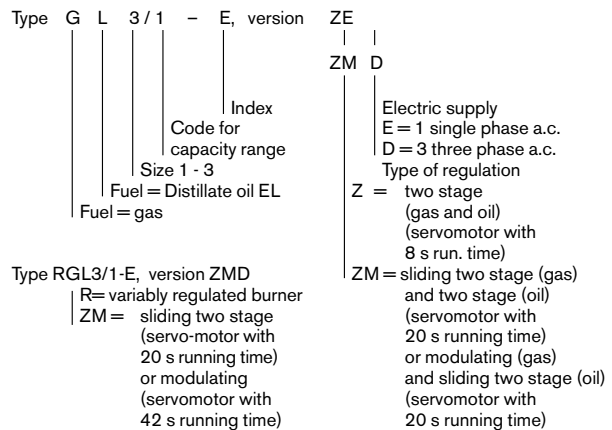 Type G L 3 / 1 – E, version ZE
ZM D
Index
Code for
capacity range
Size 1 - 3
Fuel = Distillate oil EL
Fuel = gas
Electric supply
E = 1 single phase a.c.
D = 3 three phase a.c.
Type of regulation
Z = two stage
(gas and oil)
(servomotor with
8 s run. time)
ZM = sliding two stage (gas)
and two stage (oil)
(servomotor with
20 s running time)
or modulating (gas)
and sliding two stage (oil)
(servomotor with
20 s running time)
Type RGL3/1-E, version ZMD
R= variably regulated burner
ZM = sliding two stage
(servo-motor with
20 s running time)
or modulating
(servomotor with
42 s running time)